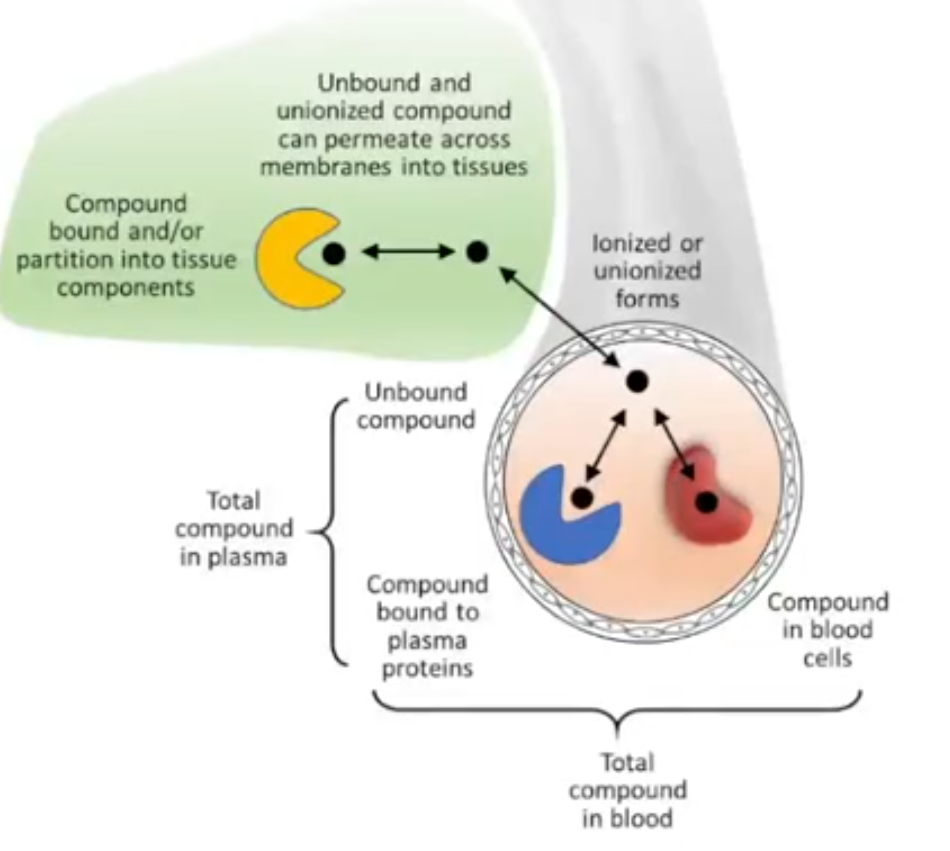 Unbound and
unionized compound
can permeate across
membranes into tissues
Compound
bound and/or
partition into tissue
components
Ionized or
unionized
forms
Unbound
compound
Total
compound
in plasma
Compound
bound to
plasma
proteins
Compound
in blood
cells
Total
compound
in blood